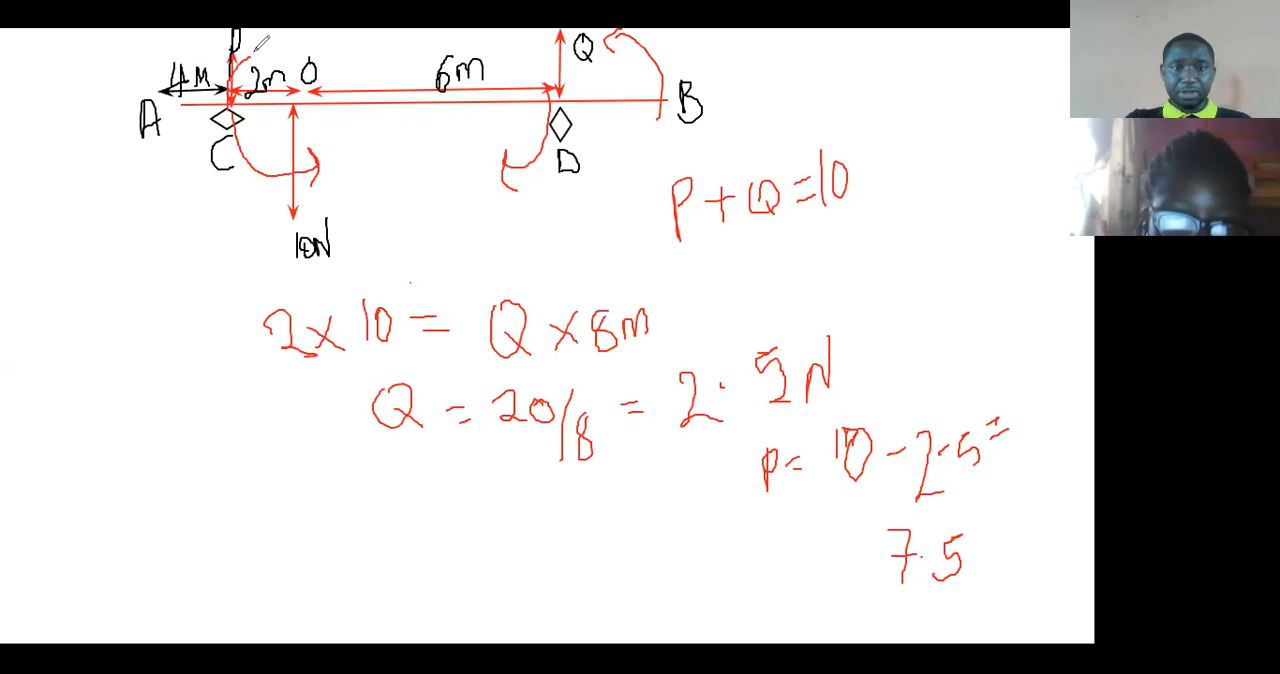 P
4M 2m O 6m Q
A B
C D
10N
P + Q = 10
2 x 10 = Q x 8m
Q = 20/8 = 2.5N
P = 10 - 2.5 =
7.5